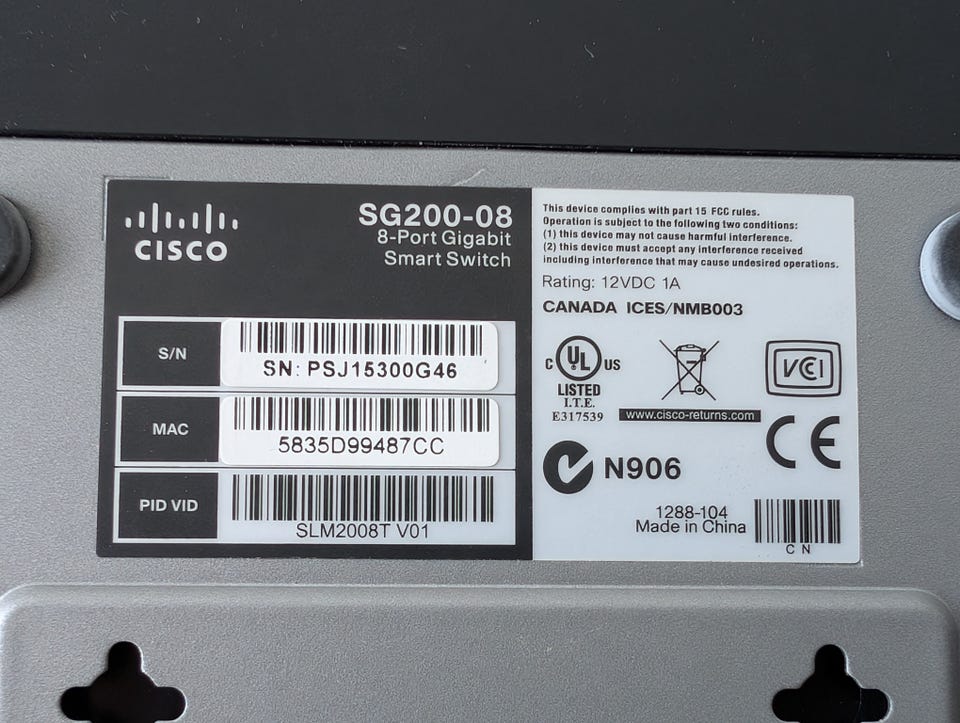 CISCO
SG200-08
8-Port Gigabit
Smart Switch
S/N
SN: PSJ15300G46
MAC
5835D99487CC
PID VID
SLM2008T V01
This device complies with part 15 FCC rules.
Operation is subject to the following two conditions:
(1) this device may not cause harmful interference.
(2) this device must accept any interference received
including interference that may cause undesired operations.
Rating: 12VDC 1A
CANADA ICES/NMB003
C UL US
LISTED
I.T.E.
E317539
www.cisco-returns.com
VCI
CE
N906
1288-104
Made in China
C N